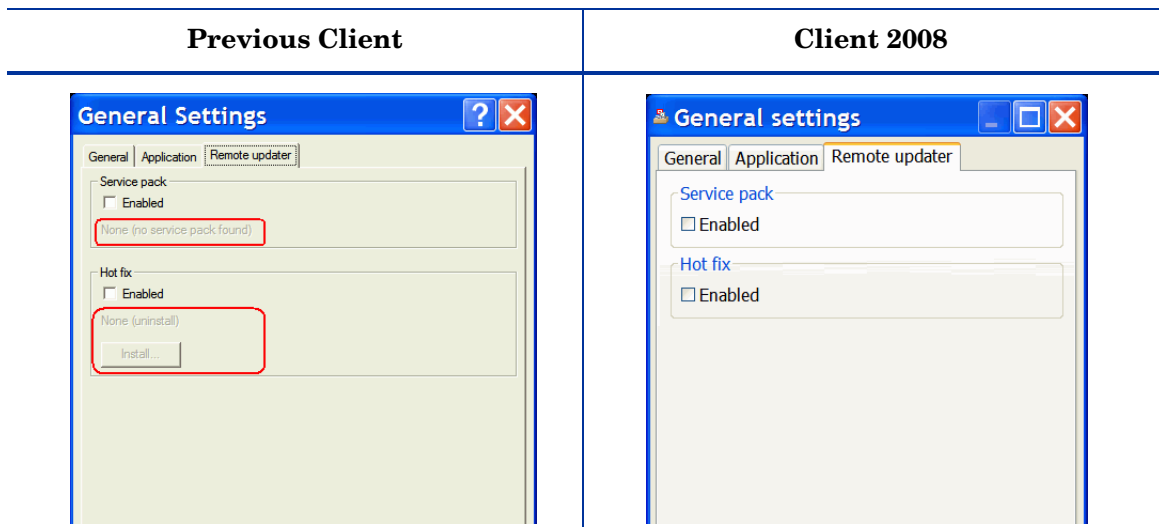 Previous Client
Client 2008
General Settings
?
General Application Remote updater
Service pack
Enabled
None (no service pack found)
Hot fix
Enabled
None (uninstall)
Install...
General settings
General Application Remote updater
Service pack
Enabled
Hot fix
Enabled